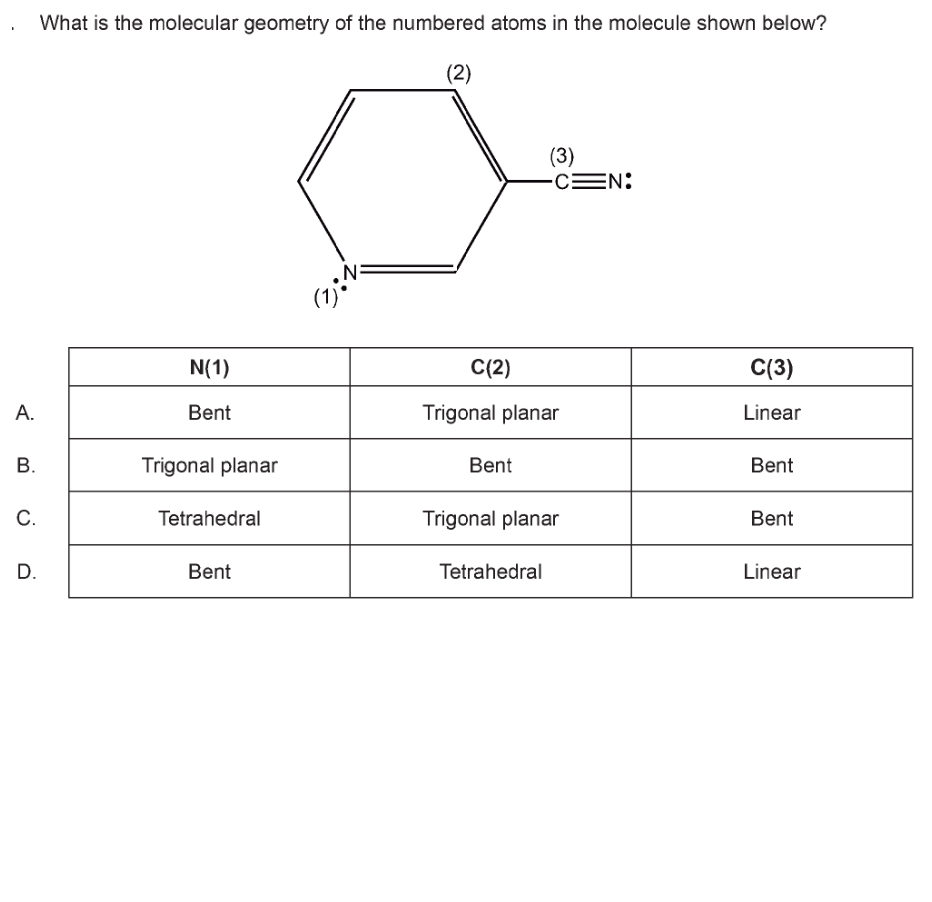 . What is the molecular geometry of the numbered atoms in the molecule shown below?
(2)
(3)
C N:
N
(1)
N(1) C(2) C(3)
A. Bent Trigonal planar Linear
B. Trigonal planar Bent Bent
C. Tetrahedral Trigonal planar Bent
D. Bent Tetrahedral Linear